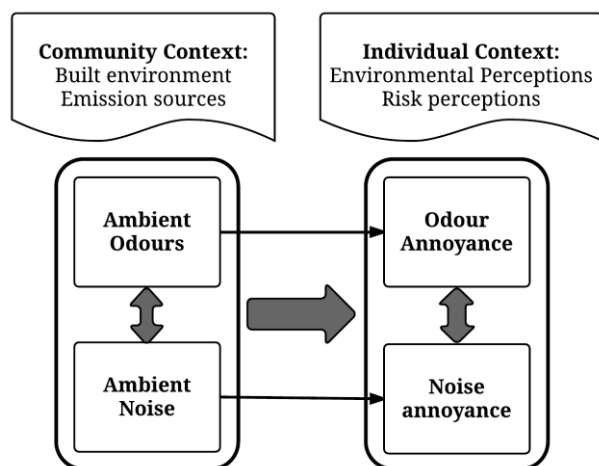 Community Context:
Built environment
Emission sources
Individual Context:
Environmental Perceptions
Risk perceptions
Ambient
Odours
Odour
Annoyance
Ambient
Noise
Noise
annoyance